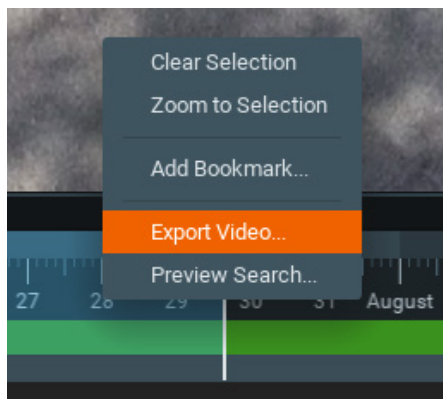 Clear Selection
Zoom to Selection
Add Bookmark...
Export Video...
Preview Search...
27 28 29 30 31 August